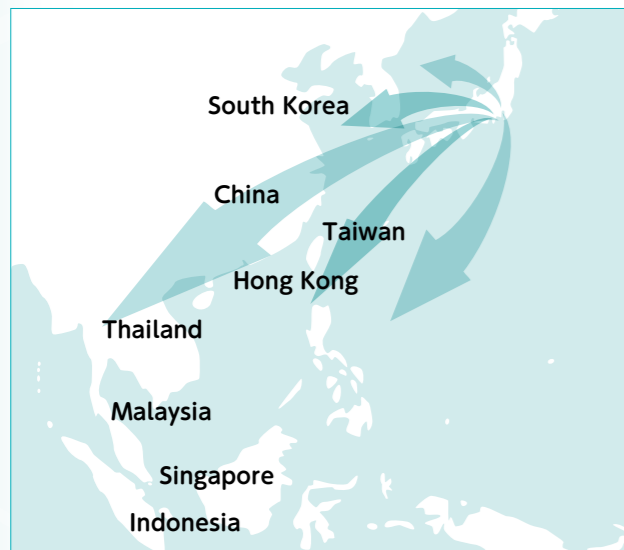 South Korea
China
Taiwan
Hong Kong
Thailand
Malaysia
Singapore
Indonesia